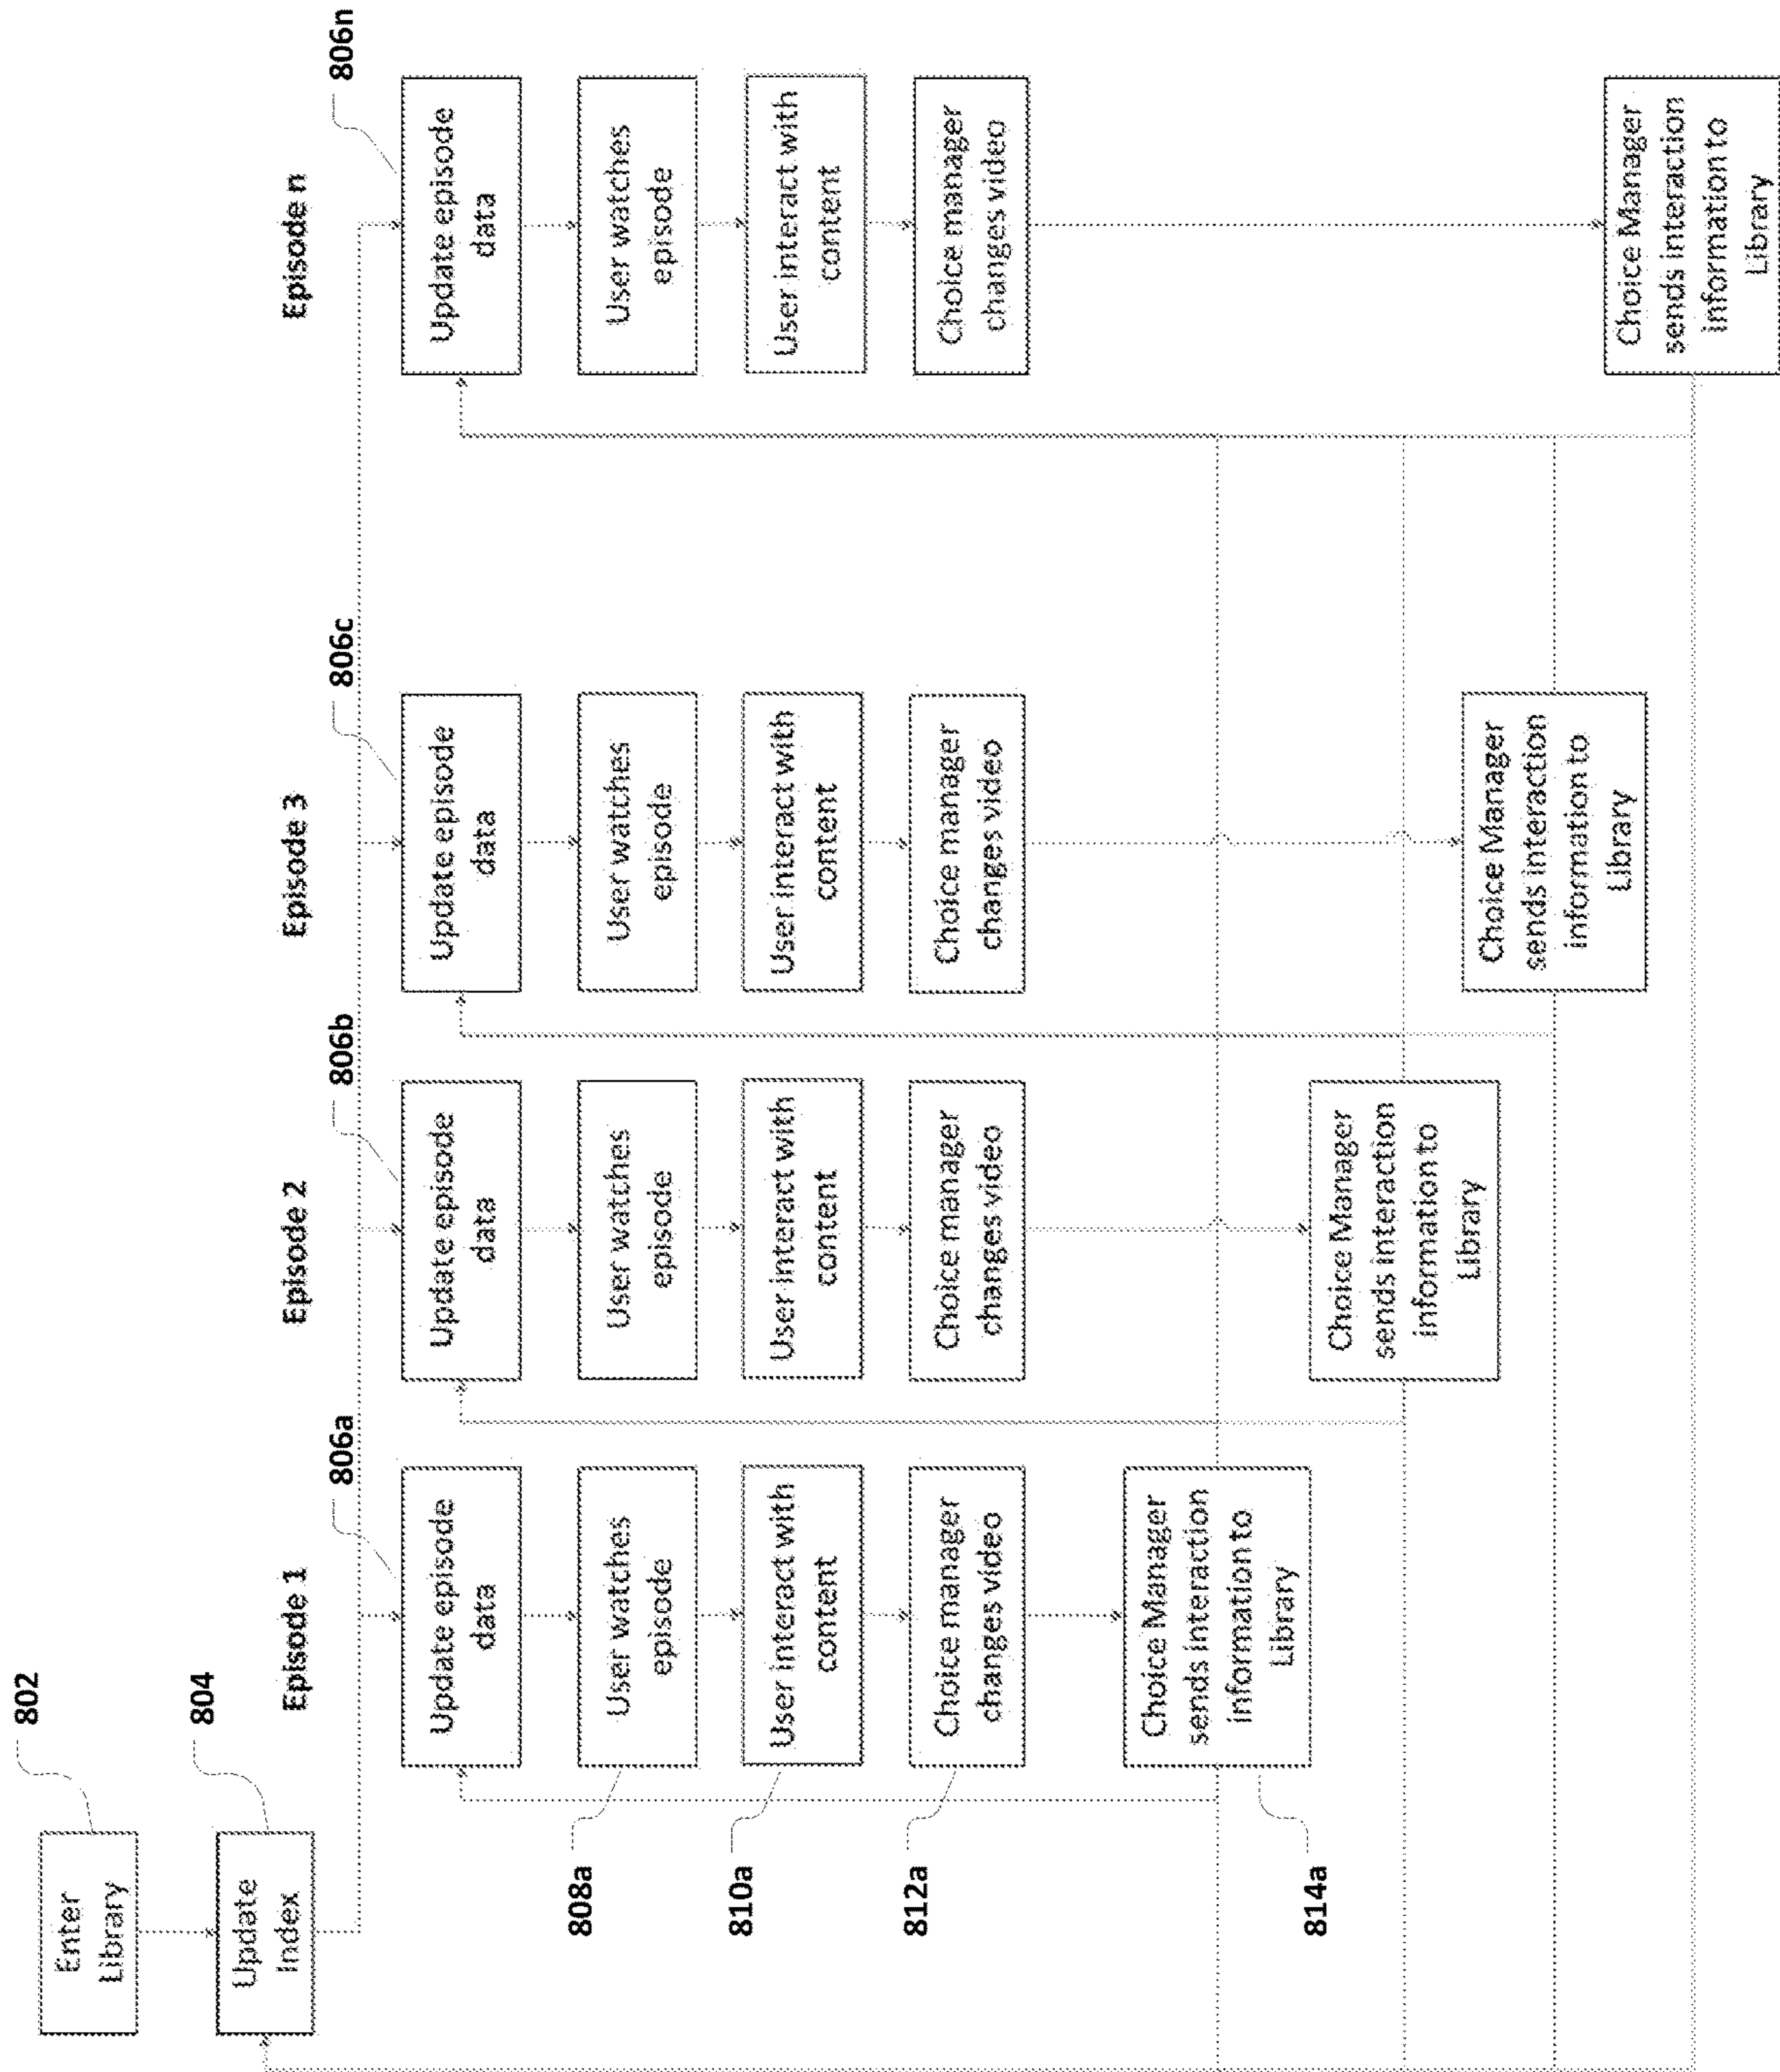 802
Enter
Library
804
Update
Index
Episode 1
806a
Update episode
data
808a
User watches
episode
810a
User interact with
content
812a
Choice manager
changes video
814a
Choice Manager
sends interaction
information to
Library
Episode 2
806b
Update episode
data
User watches
episode
User interact with
content
Choice manager
changes video
Choice Manager
sends interaction
information to
Library
Episode 3
806c
Update episode
data
User watches
episode
User interact with
content
Choice manager
changes video
Choice Manager
sends interaction
information to
Library
Episode n
806n
Update episode
data
User watches
episode
User interact with
content
Choice manager
changes video
Choice Manager
sends interaction
information to
Library